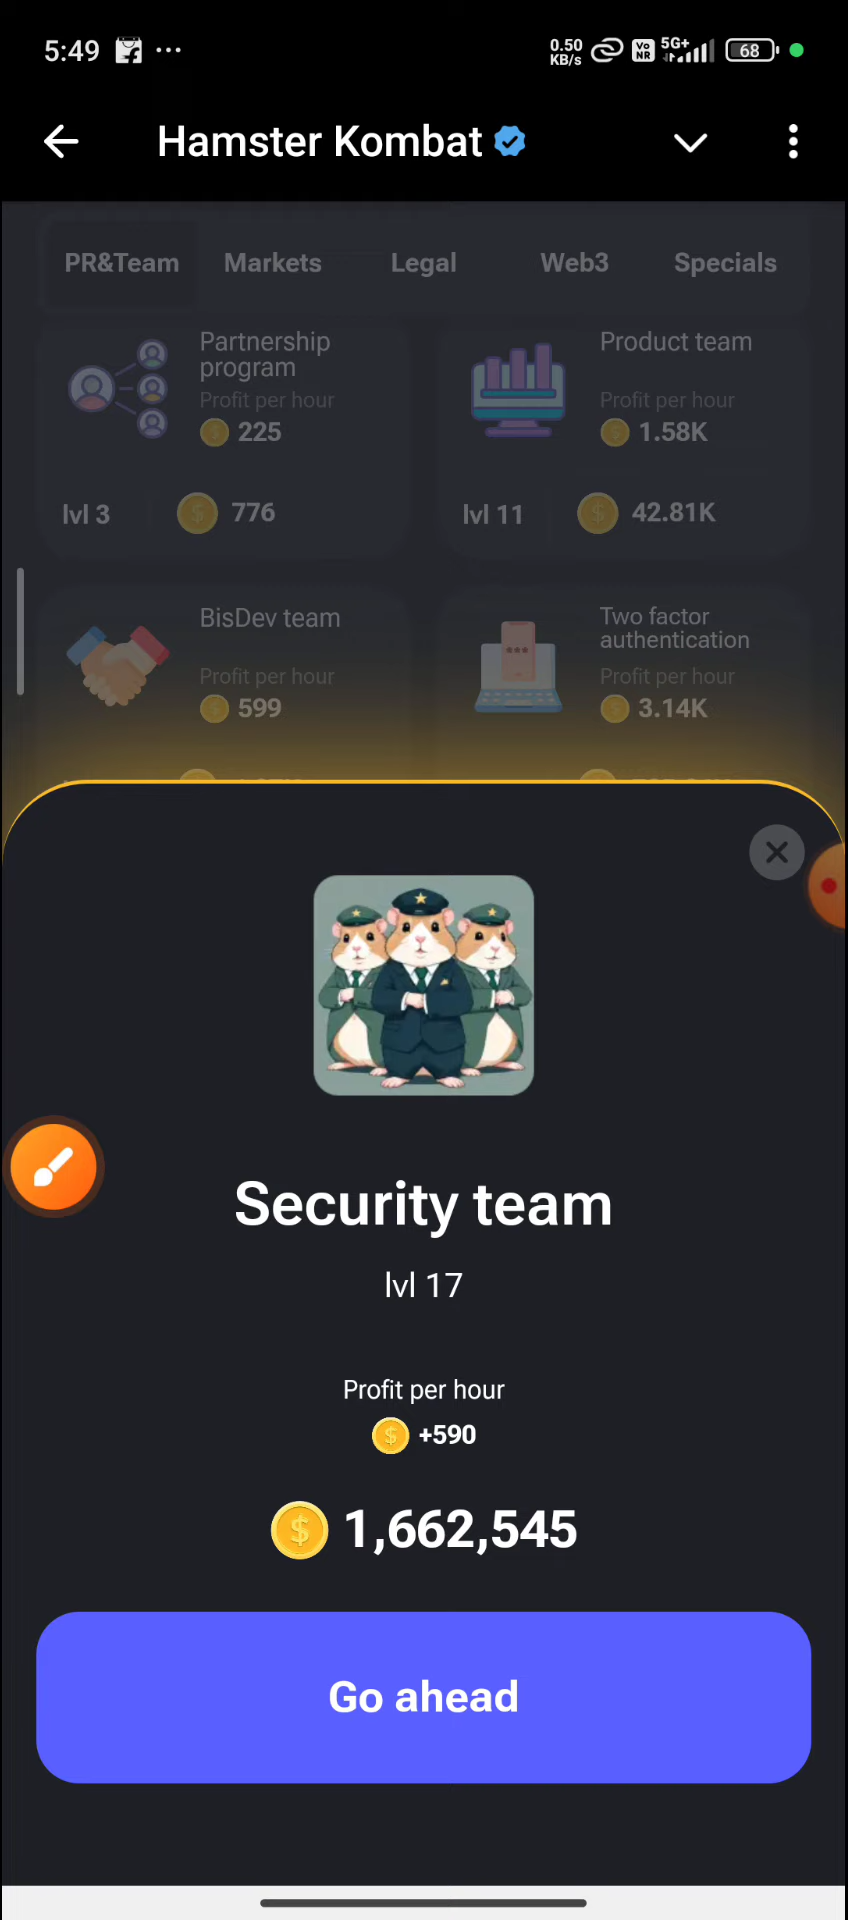 5:49
0.50
KB/s
Vo
NR
5G+
68
Hamster Kombat
PR&Team Markets Legal Web3 Specials
Partnership
program
Profit per hour
225
lvl 3
776
Product team
Profit per hour
1.58K
lvl 11
42.81K
BisDev team
Profit per hour
599
Two factor
authentication
Profit per hour
3.14K
Security team
lvl 17
Profit per hour
+590
1,662,545
Go ahead